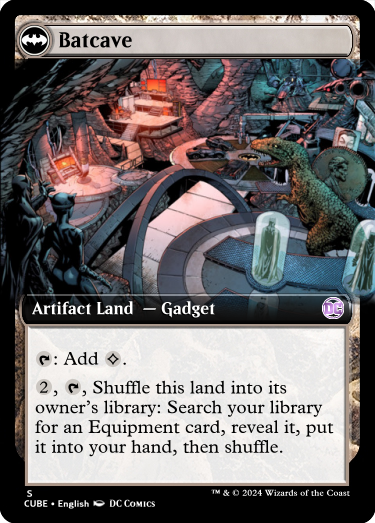 Batcave
DC
Artifact Land — Gadget
: Add .
2, , Shuffle this land into its
owner's library: Search your library
for an Equipment card, reveal it, put
it into your hand, then shuffle.
S
CUBE • English DC COMICS
™ & © 2024 Wizards of the Coast